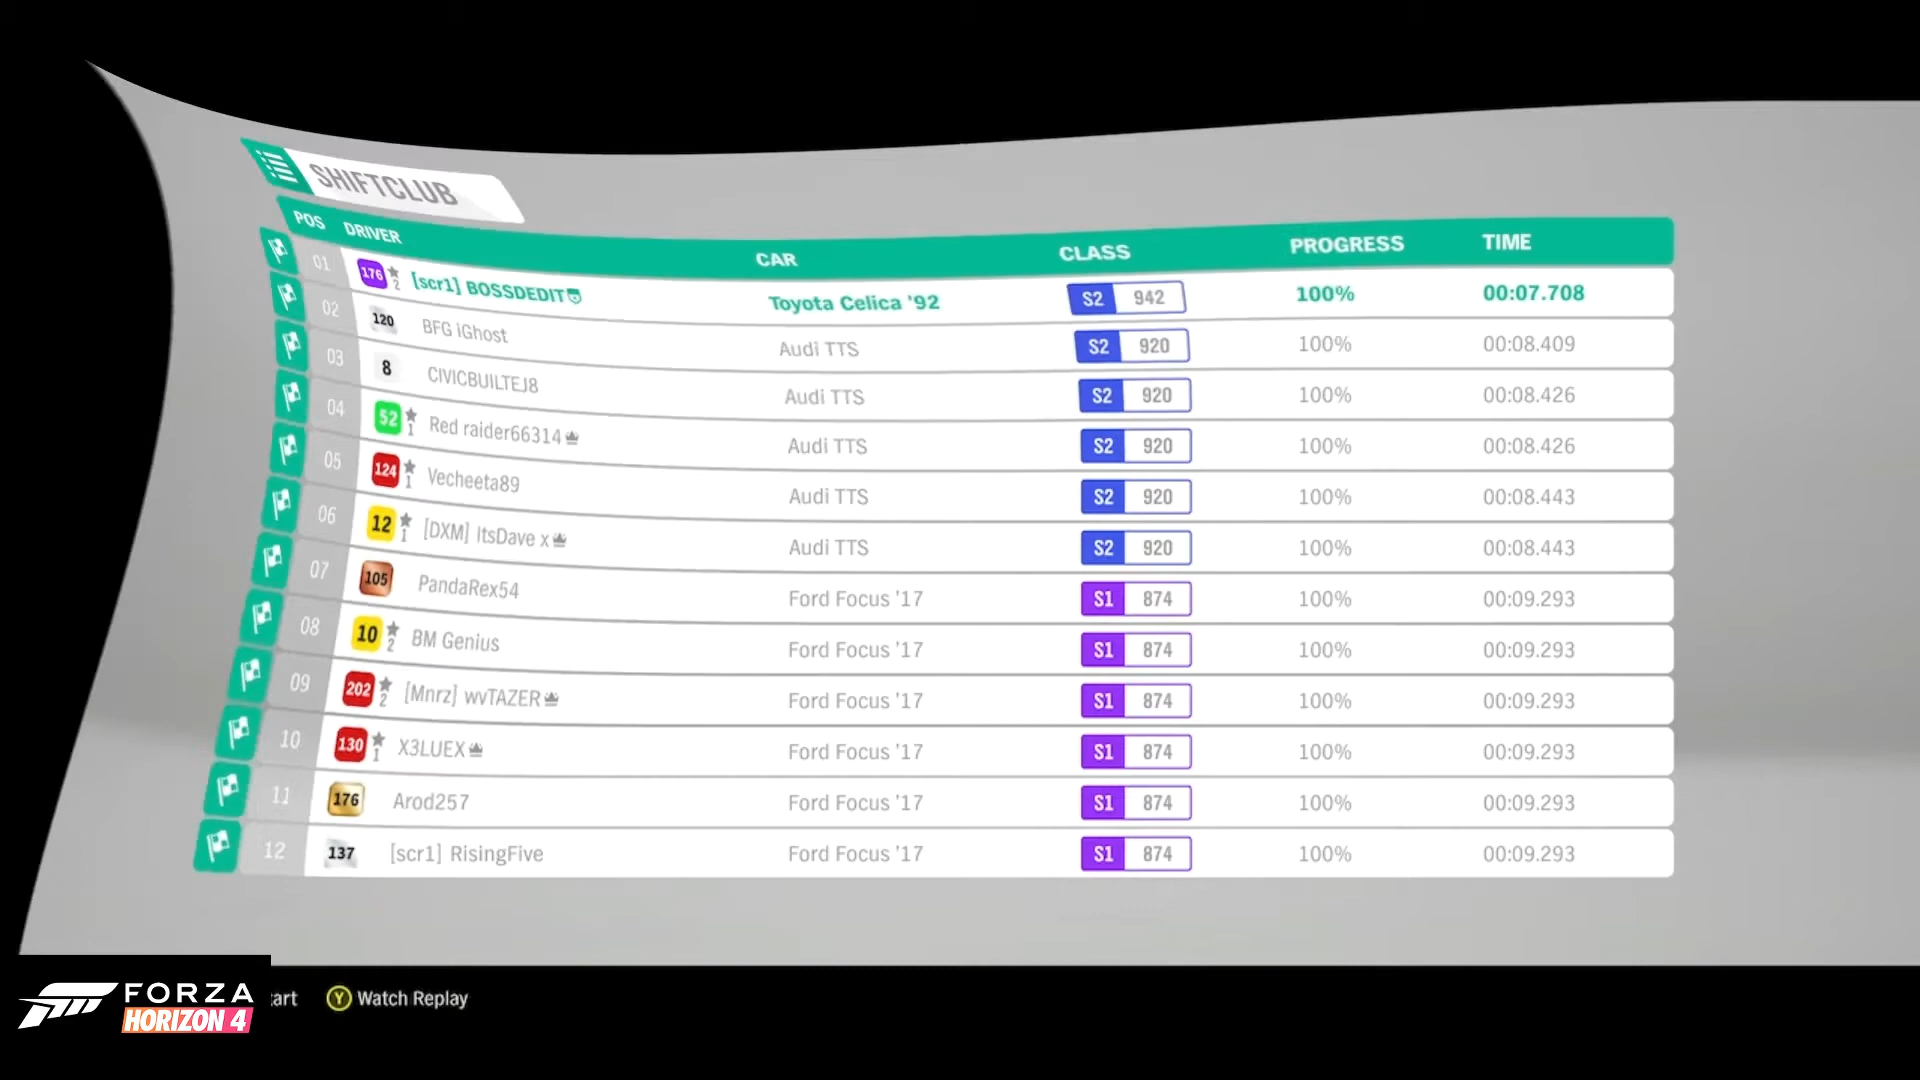 SHIFTCLUB
POS DRIVER CAR CLASS PROGRESS TIME
01 176 2 [scr1] BOSSDEDIT Toyota Celica '92 S2 942 100% 00:07.708
02 120 BFG iGhost Audi TTS S2 920 100% 00:08.409
03 8 CIVICBUILTEJ8 Audi TTS S2 920 100% 00:08.426
04 52 1 Red raider66314 Audi TTS S2 920 100% 00:08.426
05 124 1 Vecheeta89 Audi TTS S2 920 100% 00:08.443
06 12 1 [DXM] ItsDave x Audi TTS S2 920 100% 00:08.443
07 105 PandaRex54 Ford Focus '17 S1 874 100% 00:09.293
08 10 2 BM Genius Ford Focus '17 S1 874 100% 00:09.293
09 202 2 [Mnrz] wvTAZER Ford Focus '17 S1 874 100% 00:09.293
10 130 1 X3LUEX Ford Focus '17 S1 874 100% 00:09.293
11 176 Arod257 Ford Focus '17 S1 874 100% 00:09.293
12 137 [scr1] RisingFive Ford Focus '17 S1 874 100% 00:09.293
FORZA
HORIZON 4
Y Watch Replay